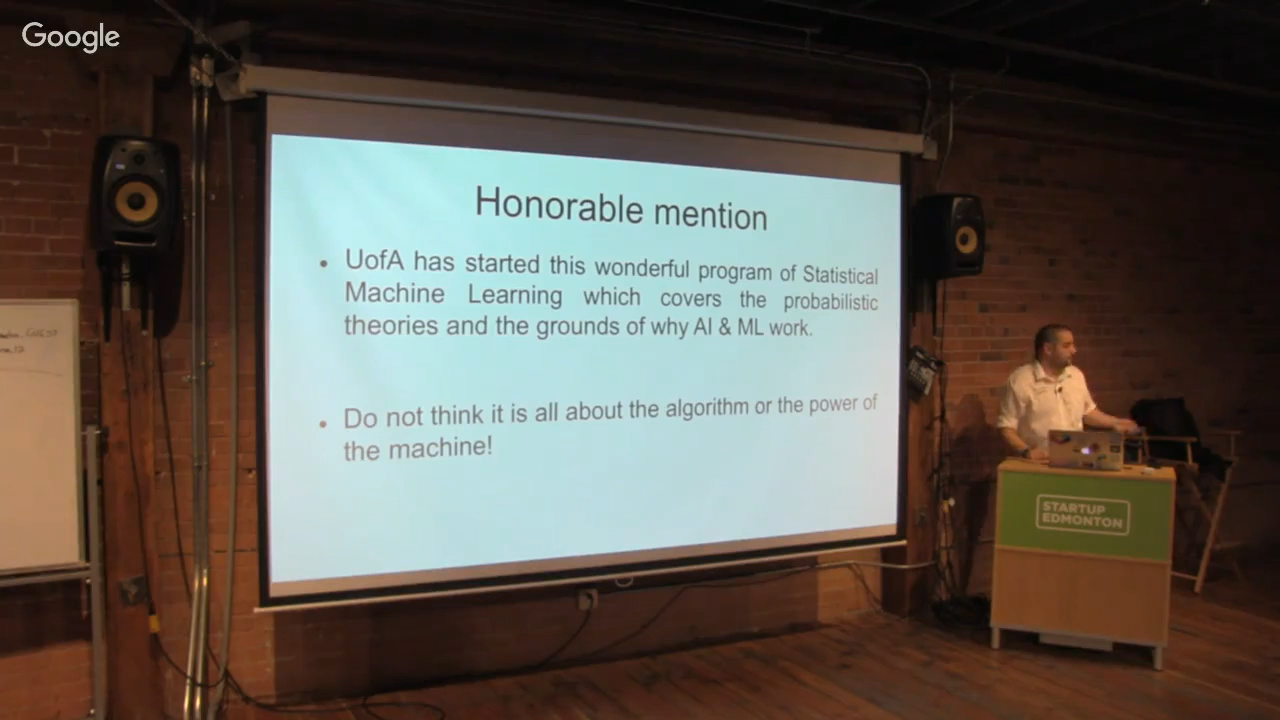 Google
Honorable mention
• UofA has started this wonderful program of Statistical
Machine Learning which covers the probabilistic
theories and the grounds of why AI & ML work.
• Do not think it is all about the algorithm or the power of
the machine!
STARTUP
EDMONTON